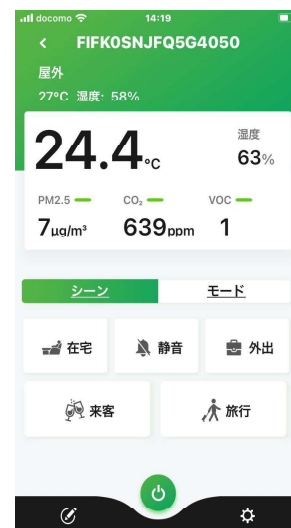 docomo 14:19
< FIFK0SNJFQ5G4050
屋外
27°C 湿度: 58%
24.4°C
湿度
63%
PM2.5 CO₂ VOC
7μg/m³ 639ppm 1
シーン モード
在宅 静音 外出
来客 旅行